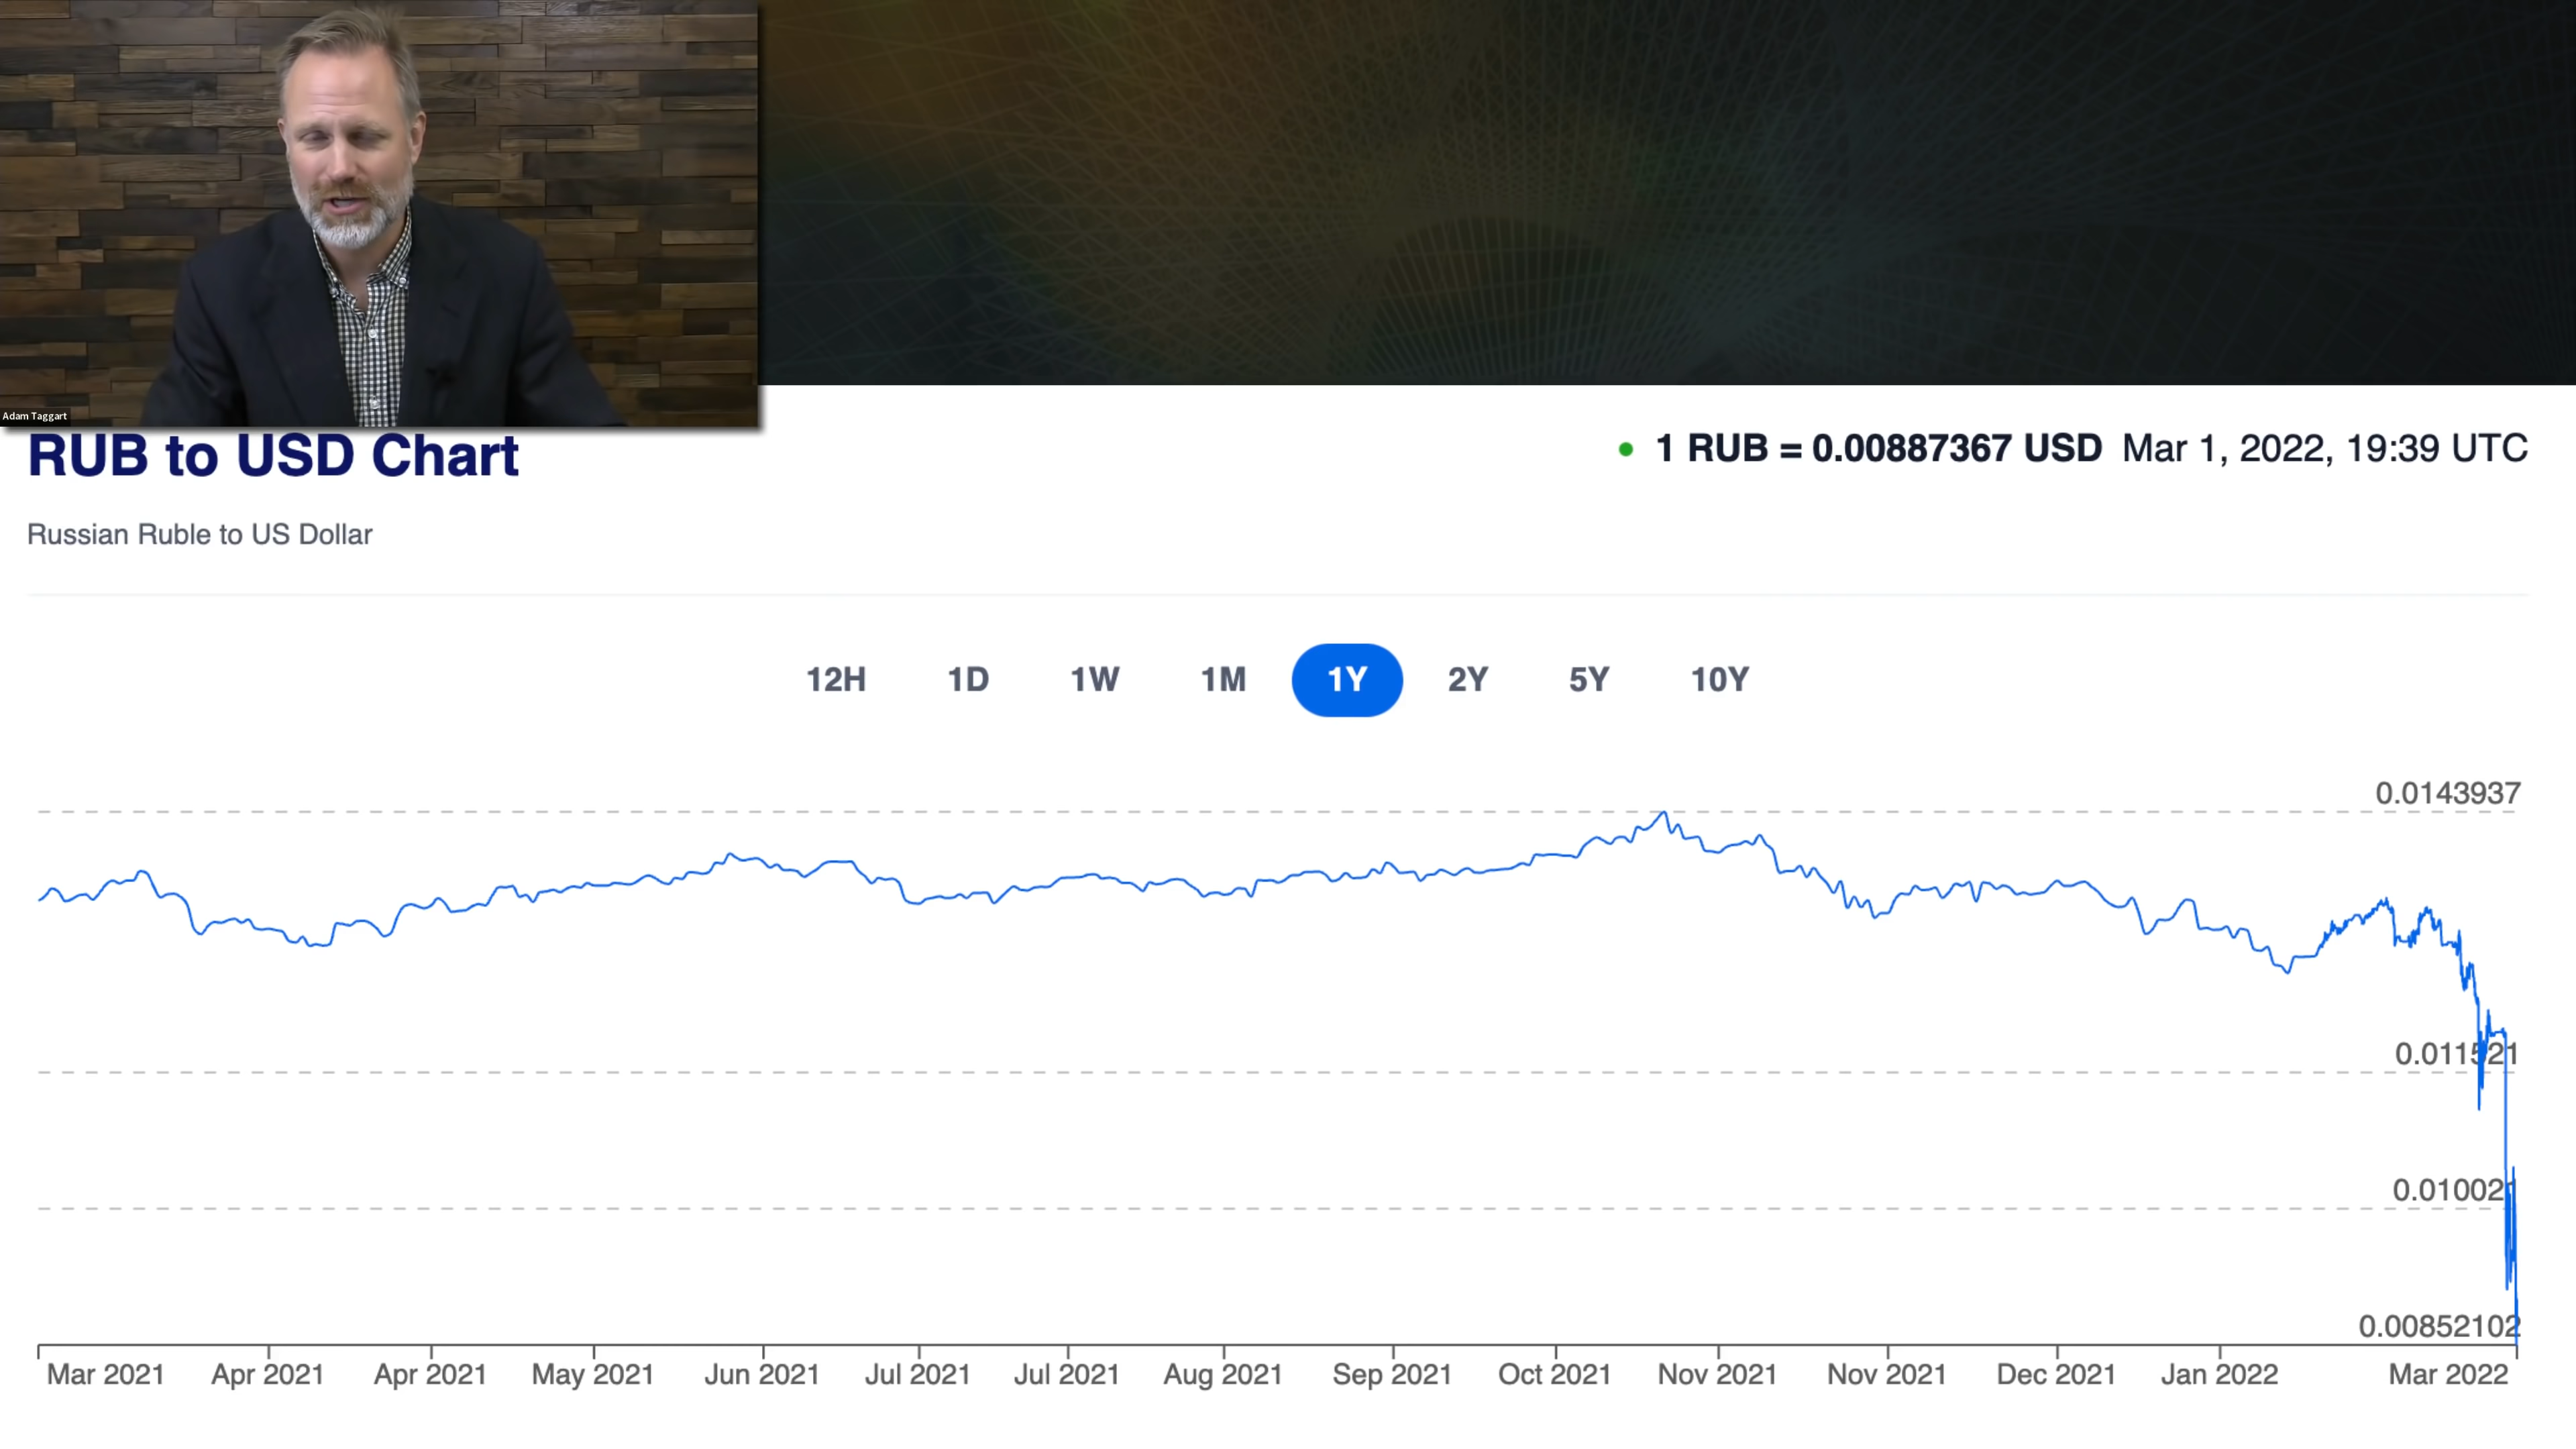 Adam Taggart
RUB to USD Chart
1 RUB = 0.00887367 USD Mar 1, 2022, 19:39 UTC
Russian Ruble to US Dollar
12H 1D 1W 1M 1Y 2Y 5Y 10Y
0.0143937
0.011521
0.010021
0.00852102
Mar 2021 Apr 2021 Apr 2021 May 2021 Jun 2021 Jul 2021 Jul 2021 Aug 2021 Sep 2021 Oct 2021 Nov 2021 Nov 2021 Dec 2021 Jan 2022 Mar 2022